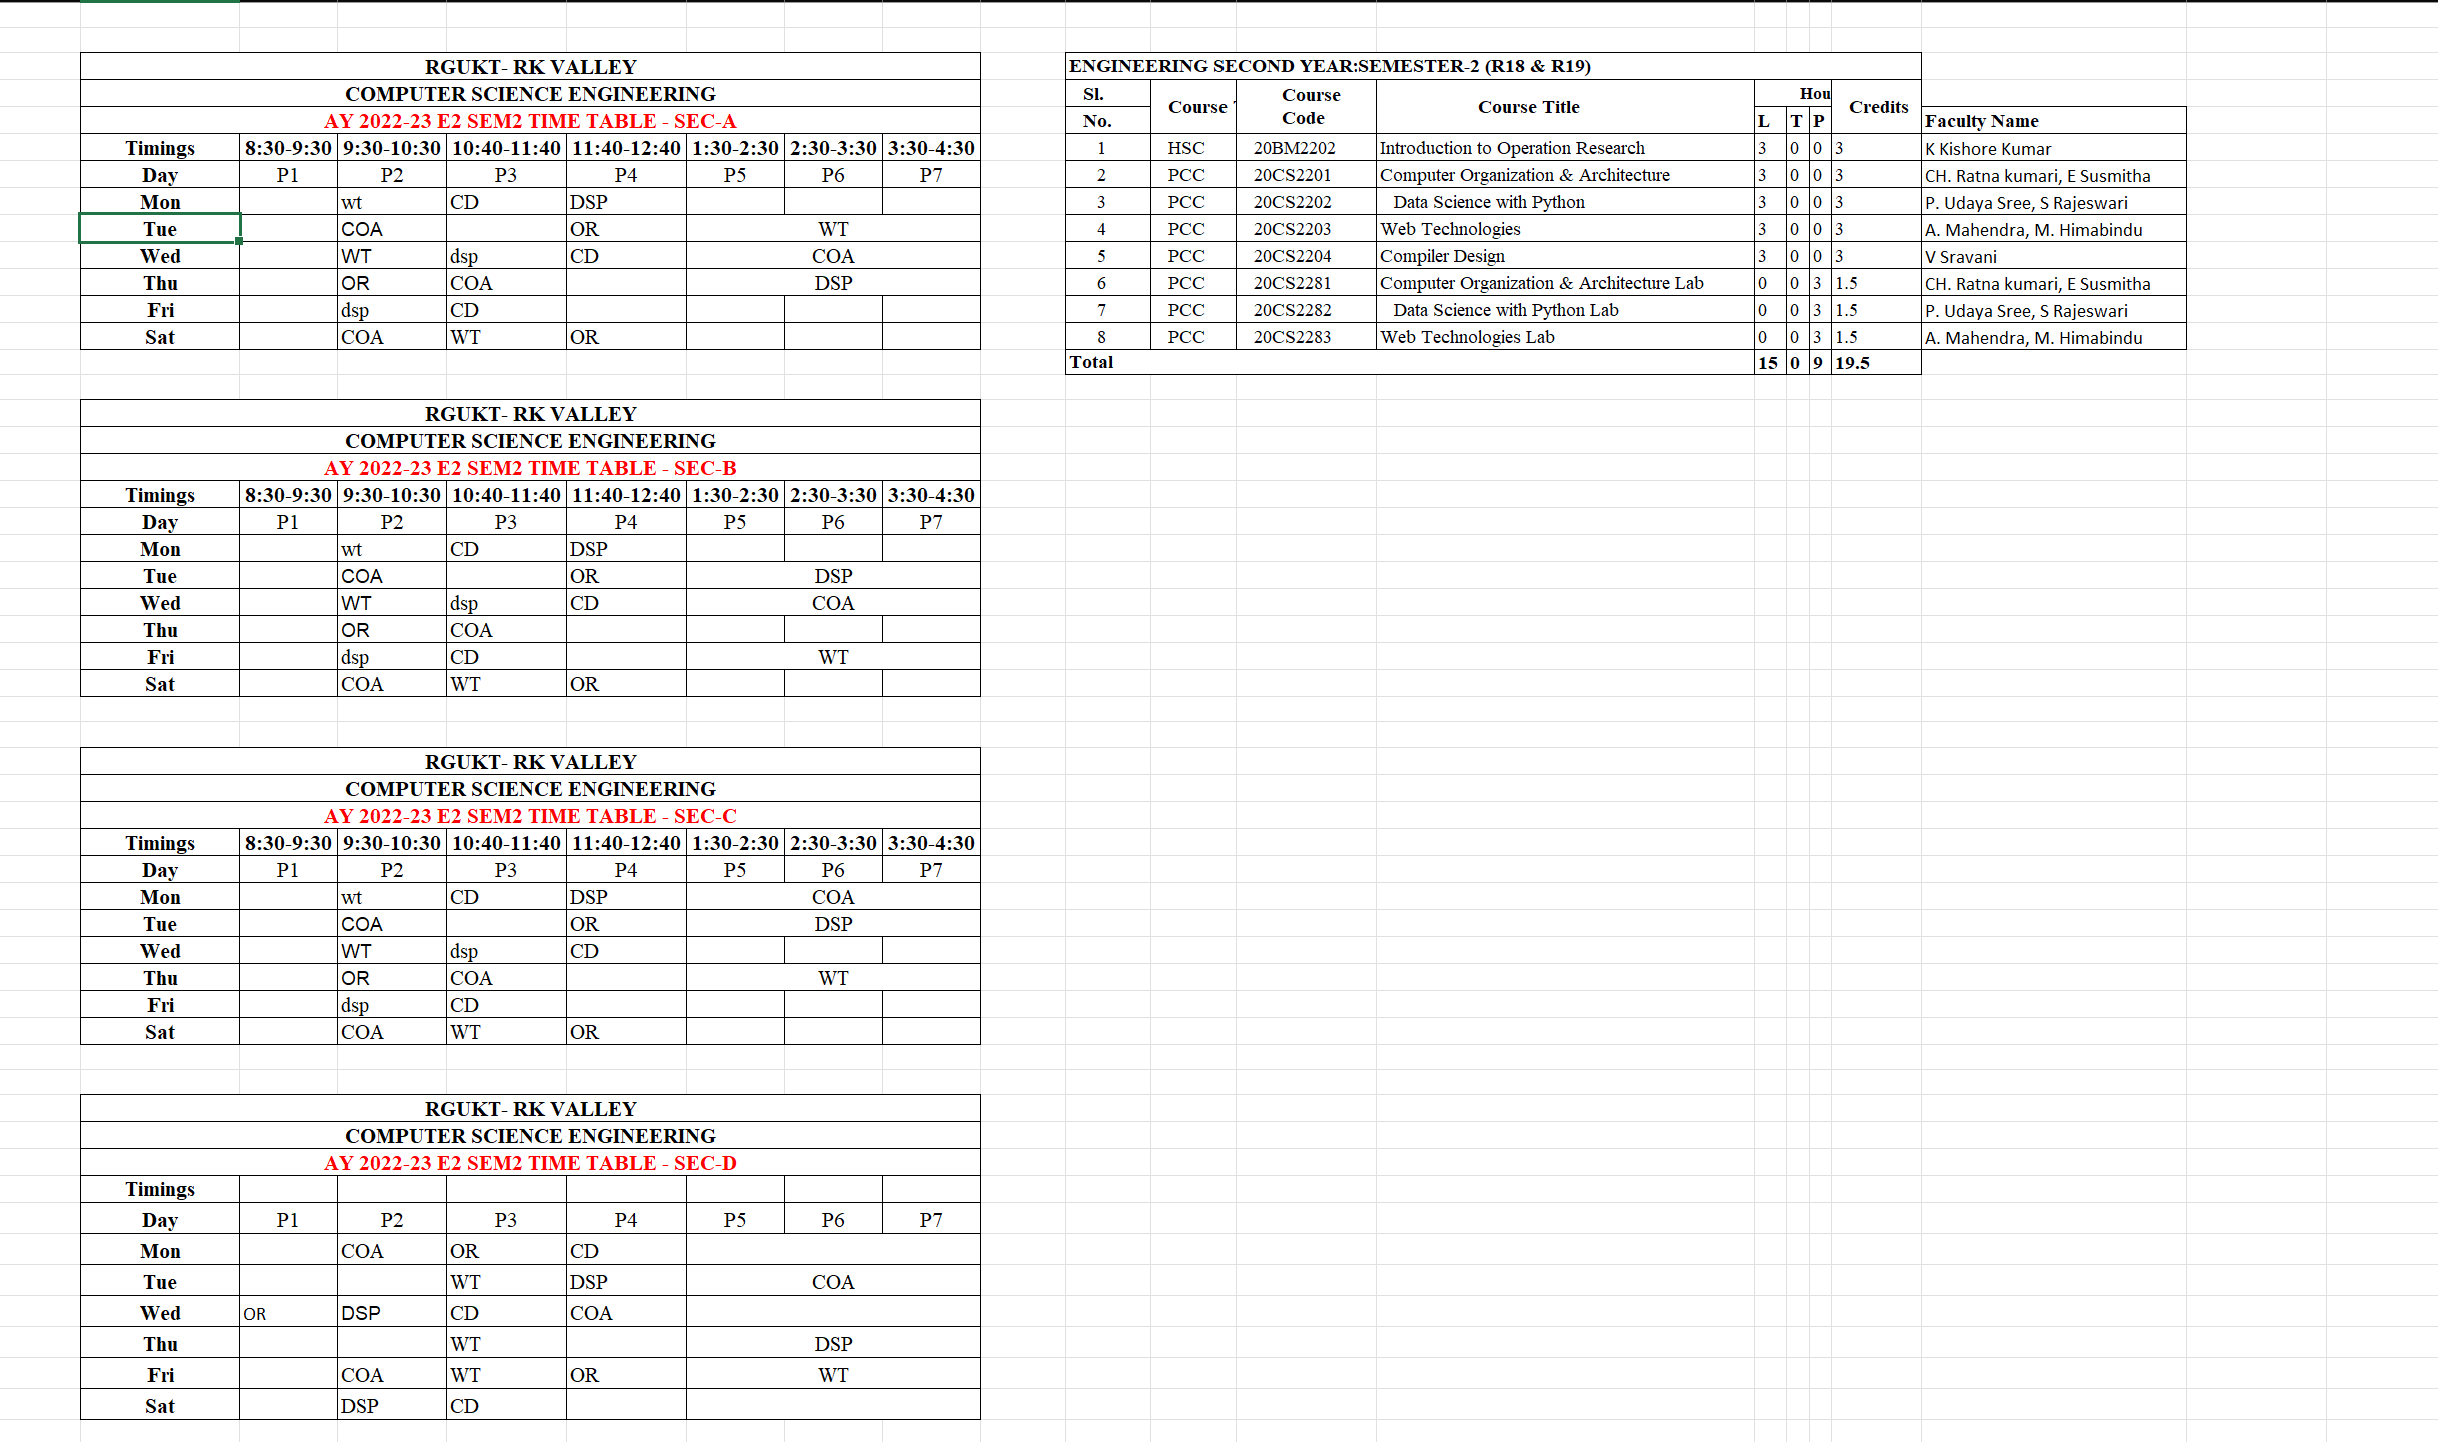 RGUKT- RK VALLEY
COMPUTER SCIENCE ENGINEERING
AY 2022-23 E2 SEM2 TIME TABLE - SEC-A
Timings 8:30-9:30 9:30-10:30 10:40-11:40 11:40-12:40 1:30-2:30 2:30-3:30 3:30-4:30
Day P1 P2 P3 P4 P5 P6 P7
Mon wt CD DSP
Tue COA OR WT
Wed WT dsp CD COA
Thu OR COA DSP
Fri dsp CD
Sat COA WT OR
ENGINEERING SECOND YEAR:SEMESTER-2 (R18 & R19)
Sl. No. Course Course Code Course Title Hou Credits
L T P Faculty Name
1 HSC 20BM2202 Introduction to Operation Research 3 0 0 3 K Kishore Kumar
2 PCC 20CS2201 Computer Organization & Architecture 3 0 0 3 CH. Ratna kumari, E Susmitha
3 PCC 20CS2202 Data Science with Python 3 0 0 3 P. Udaya Sree, S Rajeswari
4 PCC 20CS2203 Web Technologies 3 0 0 3 A. Mahendra, M. Himabindu
5 PCC 20CS2204 Compiler Design 3 0 0 3 V Sravani
6 PCC 20CS2281 Computer Organization & Architecture Lab 0 0 3 1.5 CH. Ratna kumari, E Susmitha
7 PCC 20CS2282 Data Science with Python Lab 0 0 3 1.5 P. Udaya Sree, S Rajeswari
8 PCC 20CS2283 Web Technologies Lab 0 0 3 1.5 A. Mahendra, M. Himabindu
Total 15 0 9 19.5
RGUKT- RK VALLEY
COMPUTER SCIENCE ENGINEERING
AY 2022-23 E2 SEM2 TIME TABLE - SEC-B
Timings 8:30-9:30 9:30-10:30 10:40-11:40 11:40-12:40 1:30-2:30 2:30-3:30 3:30-4:30
Day P1 P2 P3 P4 P5 P6 P7
Mon wt CD DSP
Tue COA OR DSP
Wed WT dsp CD COA
Thu OR COA
Fri dsp CD WT
Sat COA WT OR
RGUKT- RK VALLEY
COMPUTER SCIENCE ENGINEERING
AY 2022-23 E2 SEM2 TIME TABLE - SEC-C
Timings 8:30-9:30 9:30-10:30 10:40-11:40 11:40-12:40 1:30-2:30 2:30-3:30 3:30-4:30
Day P1 P2 P3 P4 P5 P6 P7
Mon wt CD DSP COA
Tue COA OR DSP
Wed WT dsp CD
Thu OR COA WT
Fri dsp CD
Sat COA WT OR
RGUKT- RK VALLEY
COMPUTER SCIENCE ENGINEERING
AY 2022-23 E2 SEM2 TIME TABLE - SEC-D
Timings
Day P1 P2 P3 P4 P5 P6 P7
Mon COA OR CD
Tue WT DSP COA
Wed OR DSP CD COA
Thu WT DSP
Fri COA WT OR WT
Sat DSP CD